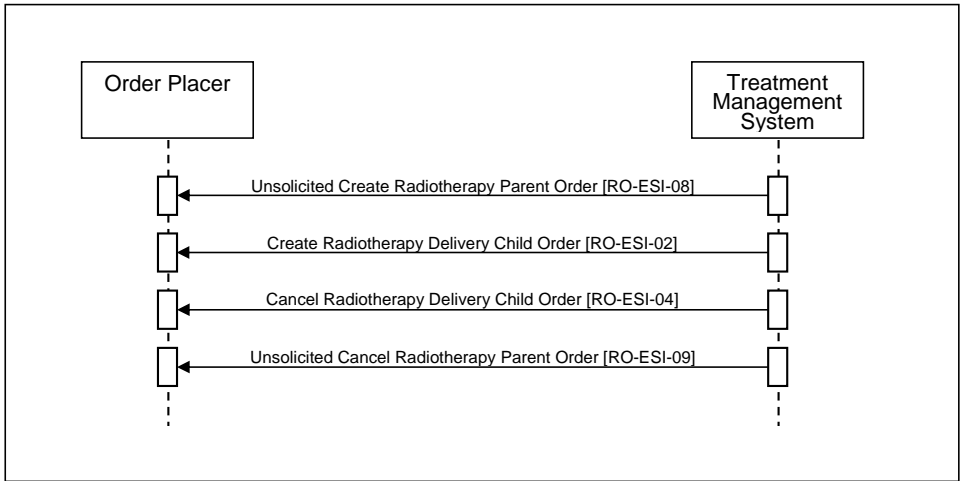 Order Placer
Treatment
Management
System
Unsolicited Create Radiotherapy Parent Order [RO-ESI-08]
Create Radiotherapy Delivery Child Order [RO-ESI-02]
Cancel Radiotherapy Delivery Child Order [RO-ESI-04]
Unsolicited Cancel Radiotherapy Parent Order [RO-ESI-09]